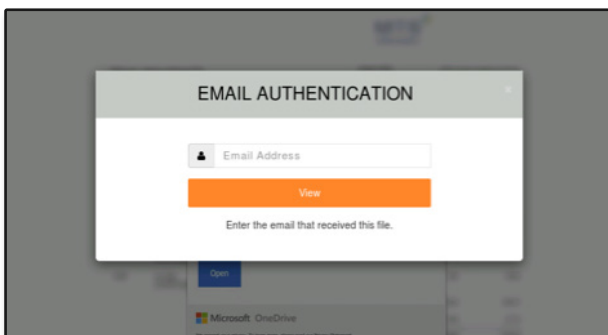 EMAIL AUTHENTICATION
×
Email Address
View
Enter the email that received this file.
Open
Microsoft OneDrive